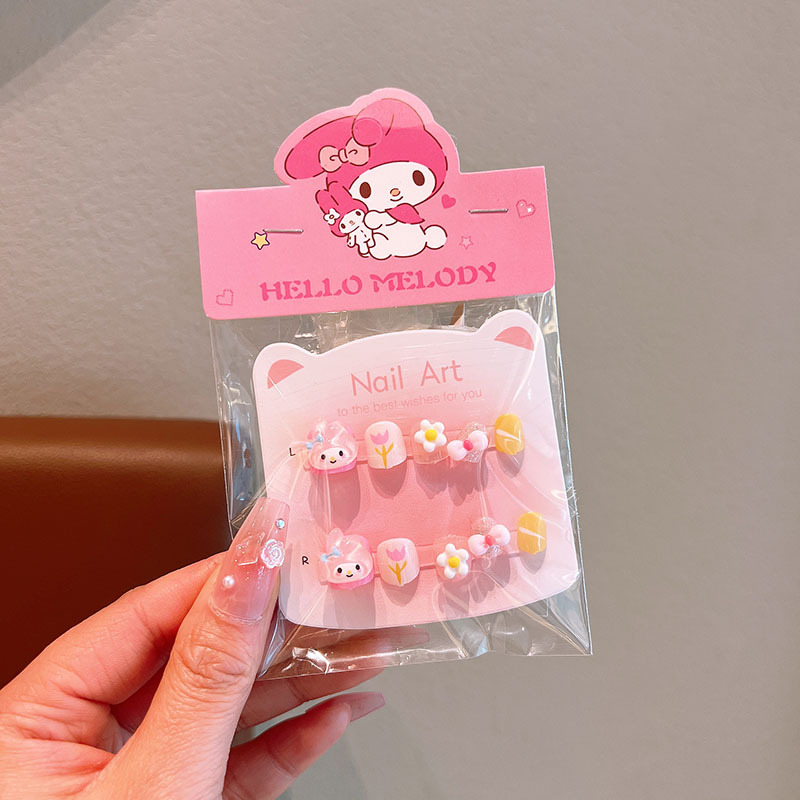 HELLO MELODY
Nail Art
to the best wishes for you
L
R